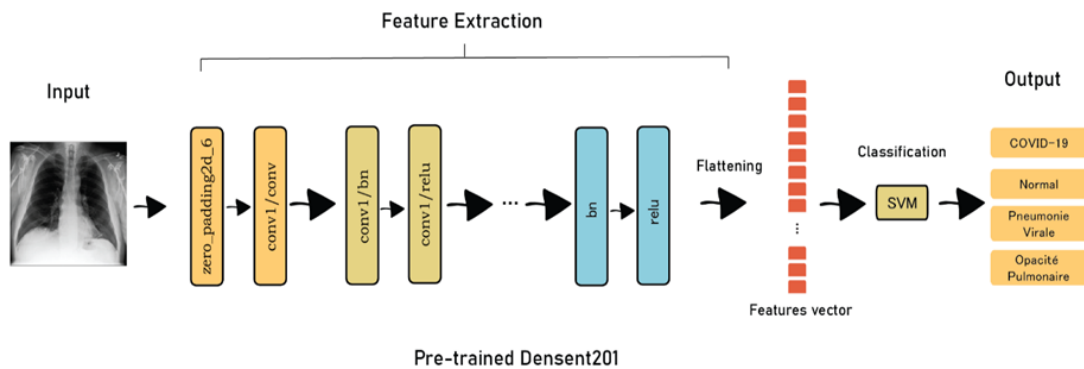 Feature Extraction
Input
zero_padding2d_6
conv1/conv
conv1/bn
conv1/relu
...
bn
relu
Flattening
...
Features vector
Classification
SVM
Output
COVID-19
Normal
Pneumonie
Virale
Opacité
Pulmonaire
Pre-trained Densent201